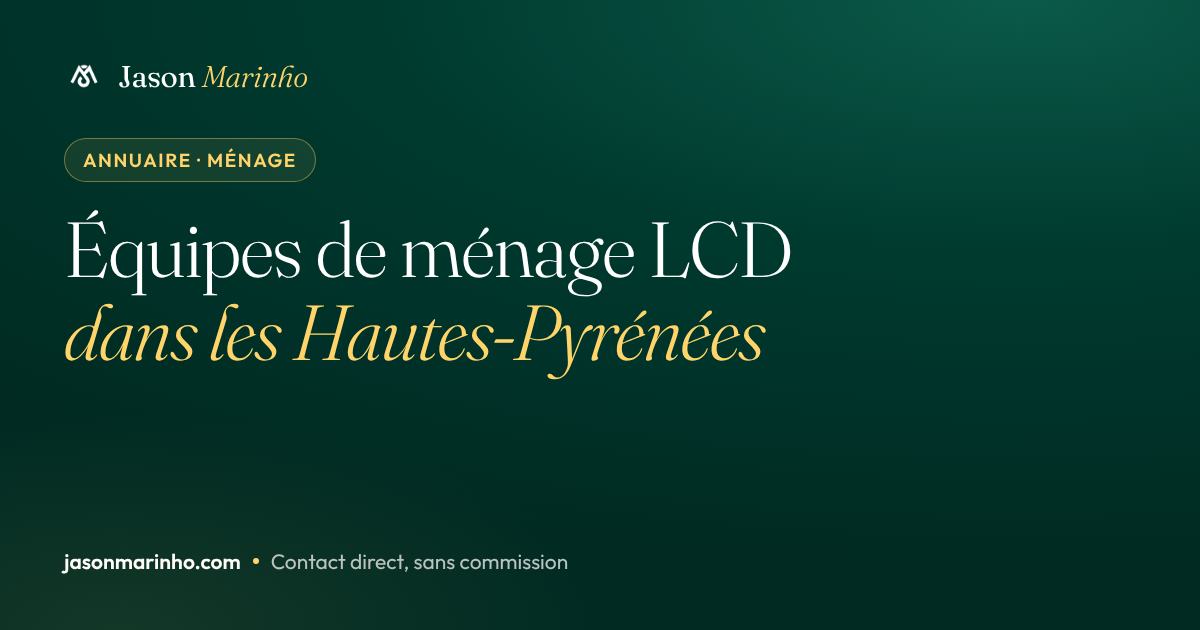 Jason Marinho
ANNUAIRE · MÉNAGE
Équipes de ménage LCD
dans les Hautes-Pyrénées
jasonmarinho.com • Contact direct, sans commission